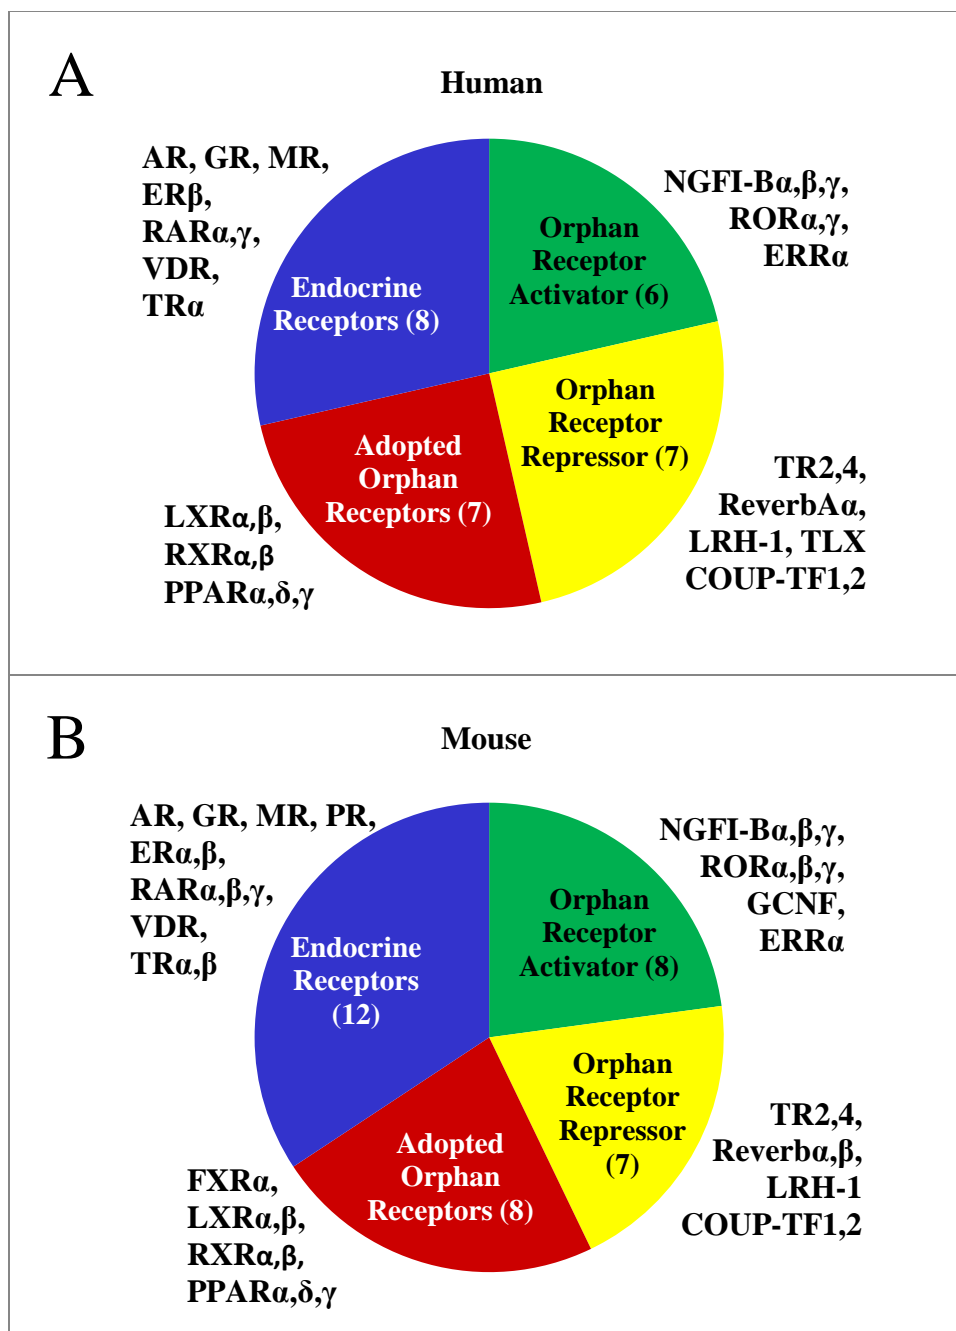 A
Human
AR, GR, MR,
ERβ,
RARα,γ,
VDR,
TRα
NGFI-Bα,β,γ,
RORα,γ,
ERRα
Orphan
Receptor
Activator (6)
Endocrine
Receptors (8)
Orphan
Receptor
Repressor (7)
Adopted
Orphan
Receptors (7)
LXRα,β,
RXRα,β
PPARα,δ,γ
TR2,4,
ReverbAα,
LRH-1, TLX
COUP-TF1,2
B
Mouse
AR, GR, MR, PR,
ERα,β,
RARα,β,γ,
VDR,
TRα,β
NGFI-Bα,β,γ,
RORα,β,γ,
GCNF,
ERRα
Orphan
Receptor
Activator (8)
Endocrine
Receptors
(12)
Orphan
Receptor
Repressor
(7)
Adopted
Orphan
Receptors (8)
FXRα,
LXRα,β,
RXRα,β,
PPARα,δ,γ
TR2,4,
Reverbα,β,
LRH-1
COUP-TF1,2